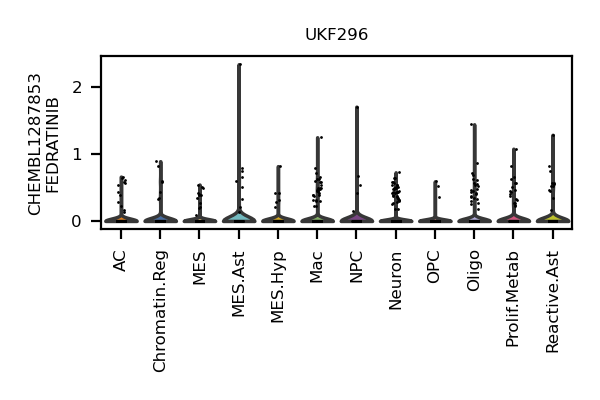 UKF296
CHEMBL1287853
FEDRATINIB
2
1
0
AC
Chromatin.Reg
MES
MES.Ast
MES.Hyp
Mac
NPC
Neuron
OPC
Oligo
Prolif.Metab
Reactive.Ast